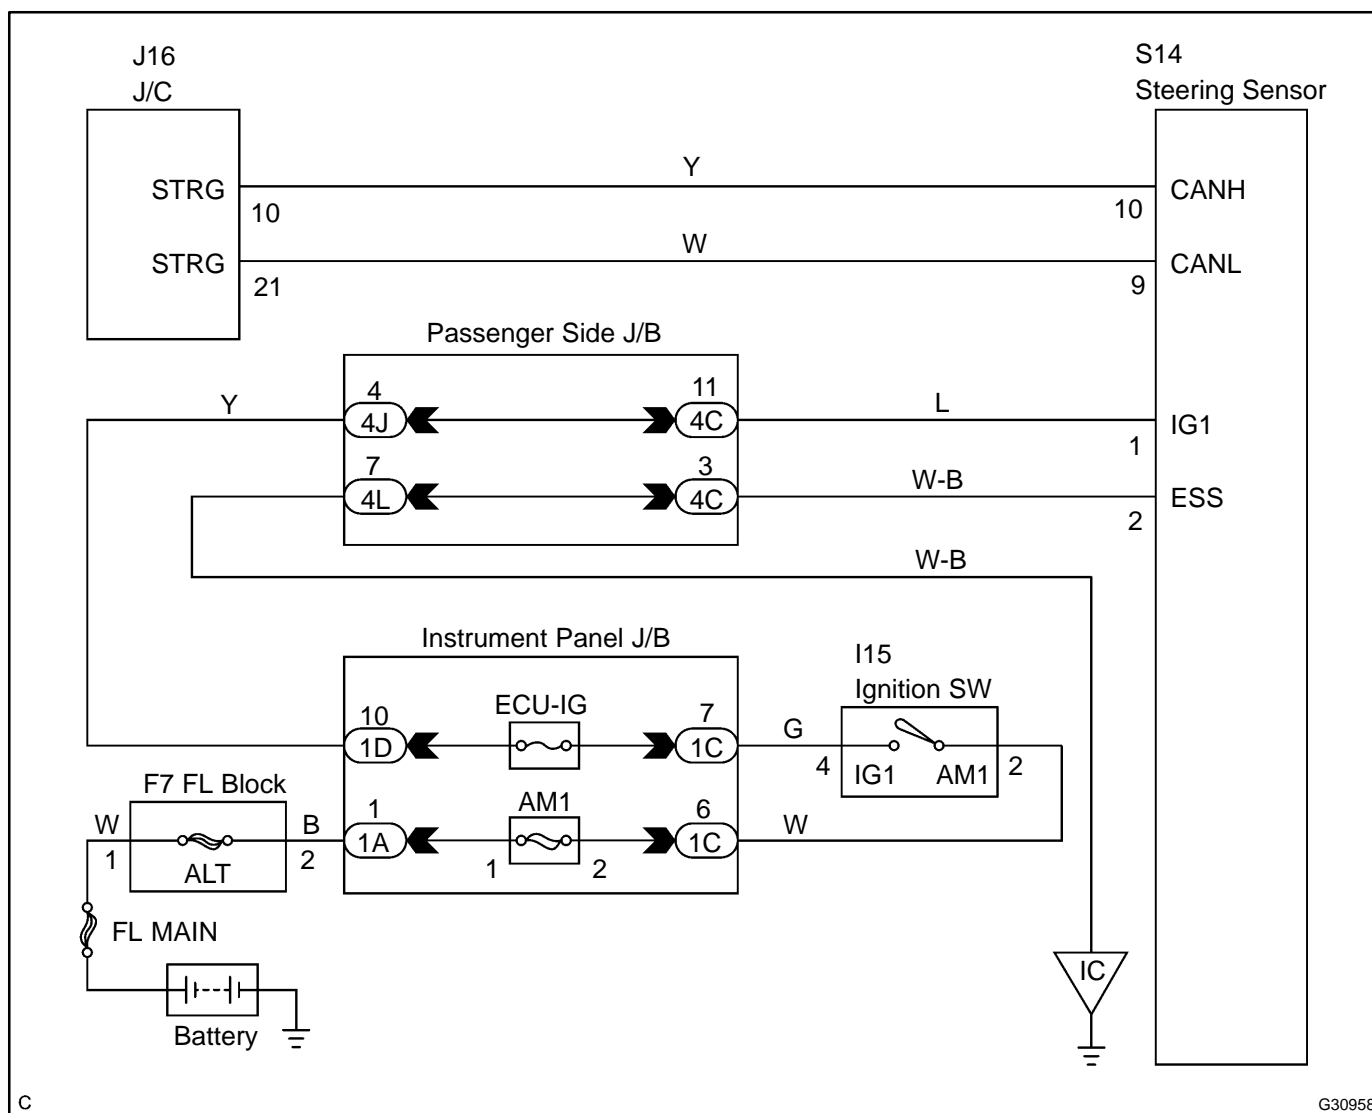 J16
J/C
S14
Steering Sensor
STRG
10
Y
10
CANH
STRG
21
W
9
CANL
Passenger Side J/B
Y
4
4J
11
4C
L
1
IG1
7
4L
3
4C
W-B
2
ESS
W-B
Instrument Panel J/B
I15
Ignition SW
10
1D
ECU-IG
7
1C
G
4
IG1
AM1
2
F7 FL Block
W
1
ALT
B
2
1
1A
AM1
1
2
6
1C
W
FL MAIN
Battery
IC
C
G30958